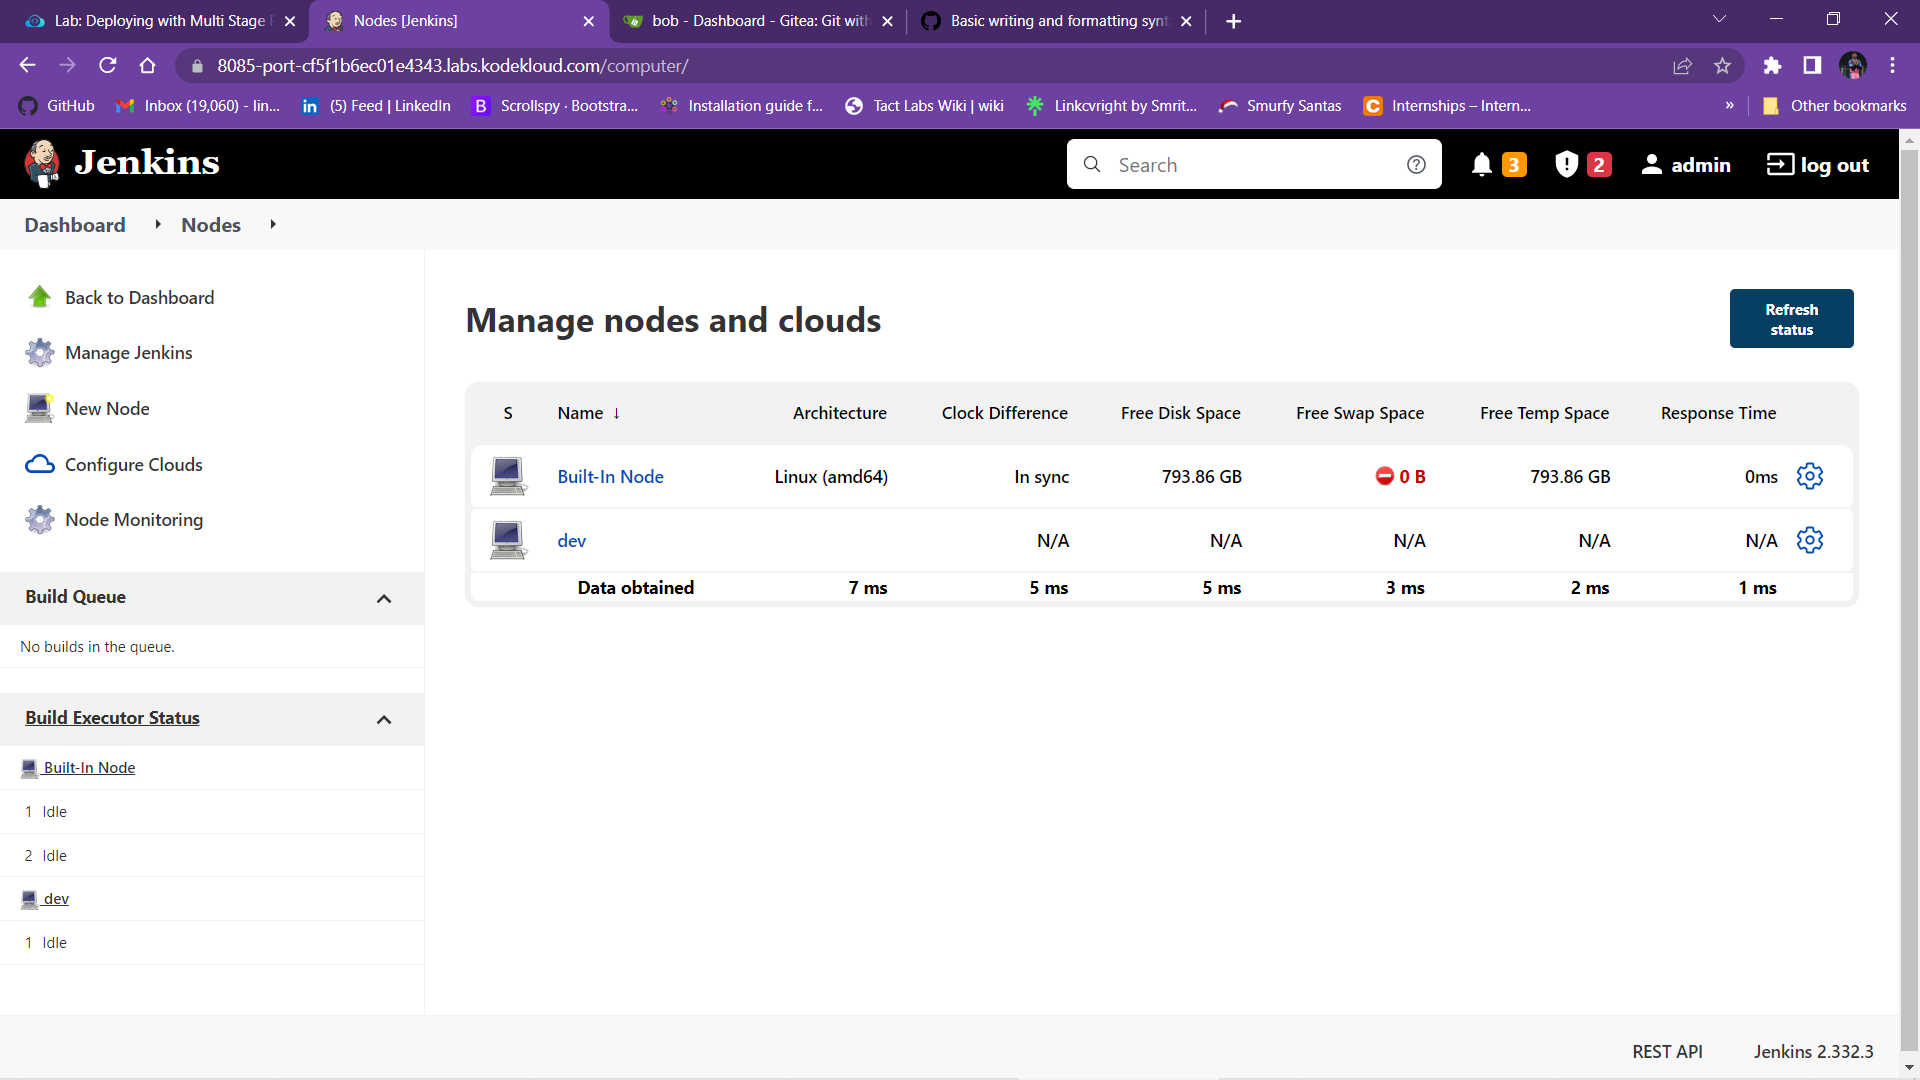 Lab: Deploying with Multi Stage
Nodes [Jenkins]
bob - Dashboard - Gitea: Git with
Basic writing and formatting synt
8085-port-cf5f1b6ec01e4343.labs.kodekloud.com/computer/
GitHub
Inbox (19,060) - lin...
(5) Feed | LinkedIn
Scrollspy · Bootstra...
Installation guide f...
Tact Labs Wiki | wiki
Linkcvright by Smrit...
Smurfy Santas
Internships – Intern...
»
Other bookmarks
Jenkins
Search
3
2
admin
log out
Dashboard
Nodes
Back to Dashboard
Manage Jenkins
New Node
Configure Clouds
Node Monitoring
Build Queue
No builds in the queue.
Build Executor Status
Built-In Node
1 Idle
2 Idle
dev
1 Idle
Manage nodes and clouds
Refresh
status
S Name ↓ Architecture Clock Difference Free Disk Space Free Swap Space Free Temp Space Response Time
Built-In Node Linux (amd64) In sync 793.86 GB 0 B 793.86 GB 0ms
dev N/A N/A N/A N/A N/A
Data obtained 7 ms 5 ms 5 ms 3 ms 2 ms 1 ms
REST API
Jenkins 2.332.3